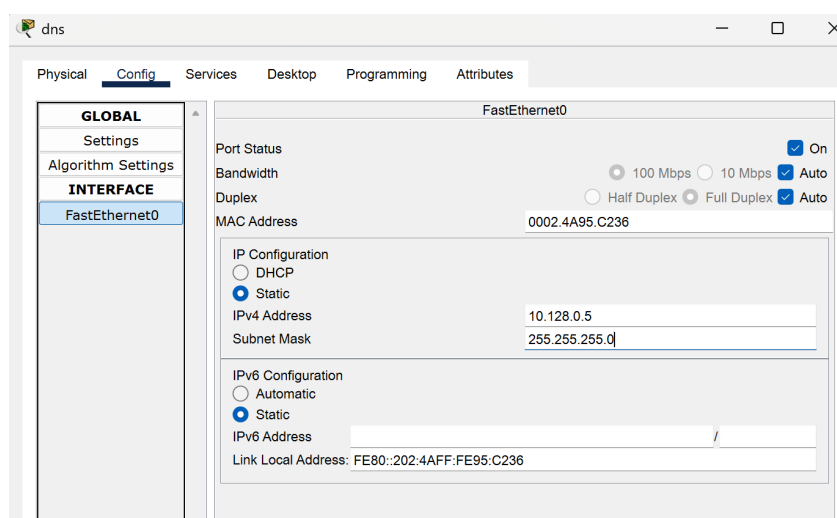 dns
Physical Config Services Desktop Programming Attributes
GLOBAL
Settings
Algorithm Settings
INTERFACE
FastEthernet0
FastEthernet0
Port Status On
Bandwidth 100 Mbps 10 Mbps Auto
Duplex Half Duplex Full Duplex Auto
MAC Address 0002.4A95.C236
IP Configuration
DHCP
Static
IPv4 Address 10.128.0.5
Subnet Mask 255.255.255.0
IPv6 Configuration
Automatic
Static
IPv6 Address /
Link Local Address: FE80::202:4AFF:FE95:C236